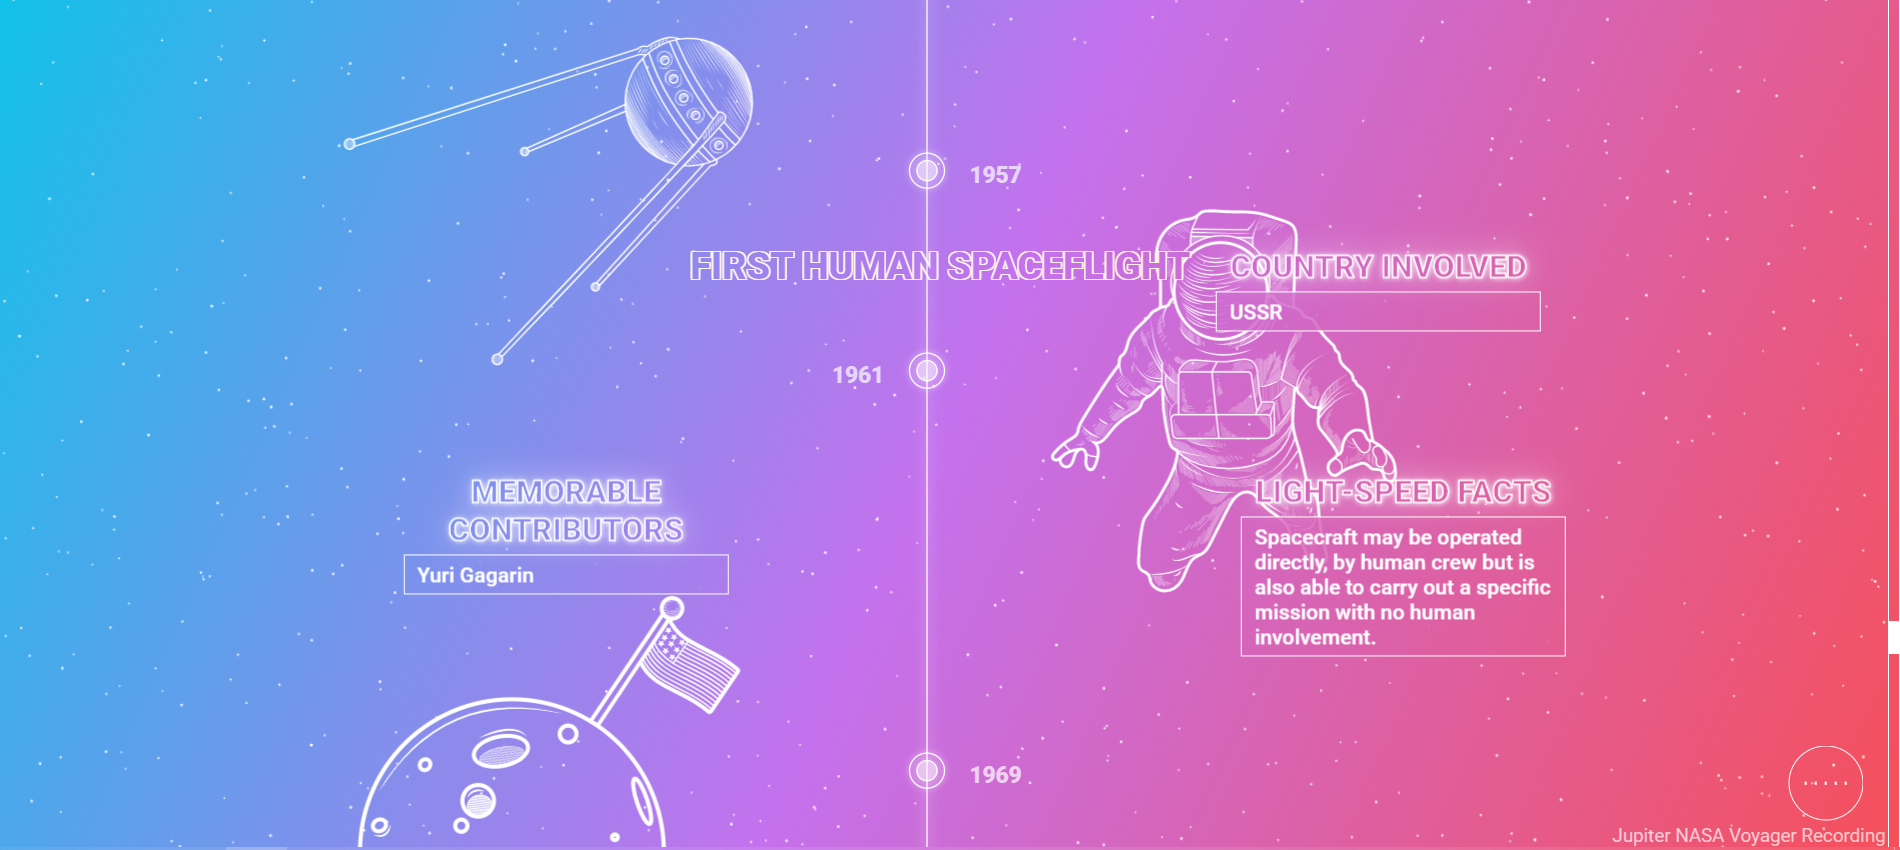 1957
FIRST HUMAN SPACEFLIGHT
COUNTRY INVOLVED
USSR
1961
MEMORABLE
CONTRIBUTORS
Yuri Gagarin
LIGHT-SPEED FACTS
Spacecraft may be operated
directly, by human crew but is
also able to carry out a specific
mission with no human
involvement.
1969
Jupiter NASA Voyager Recording